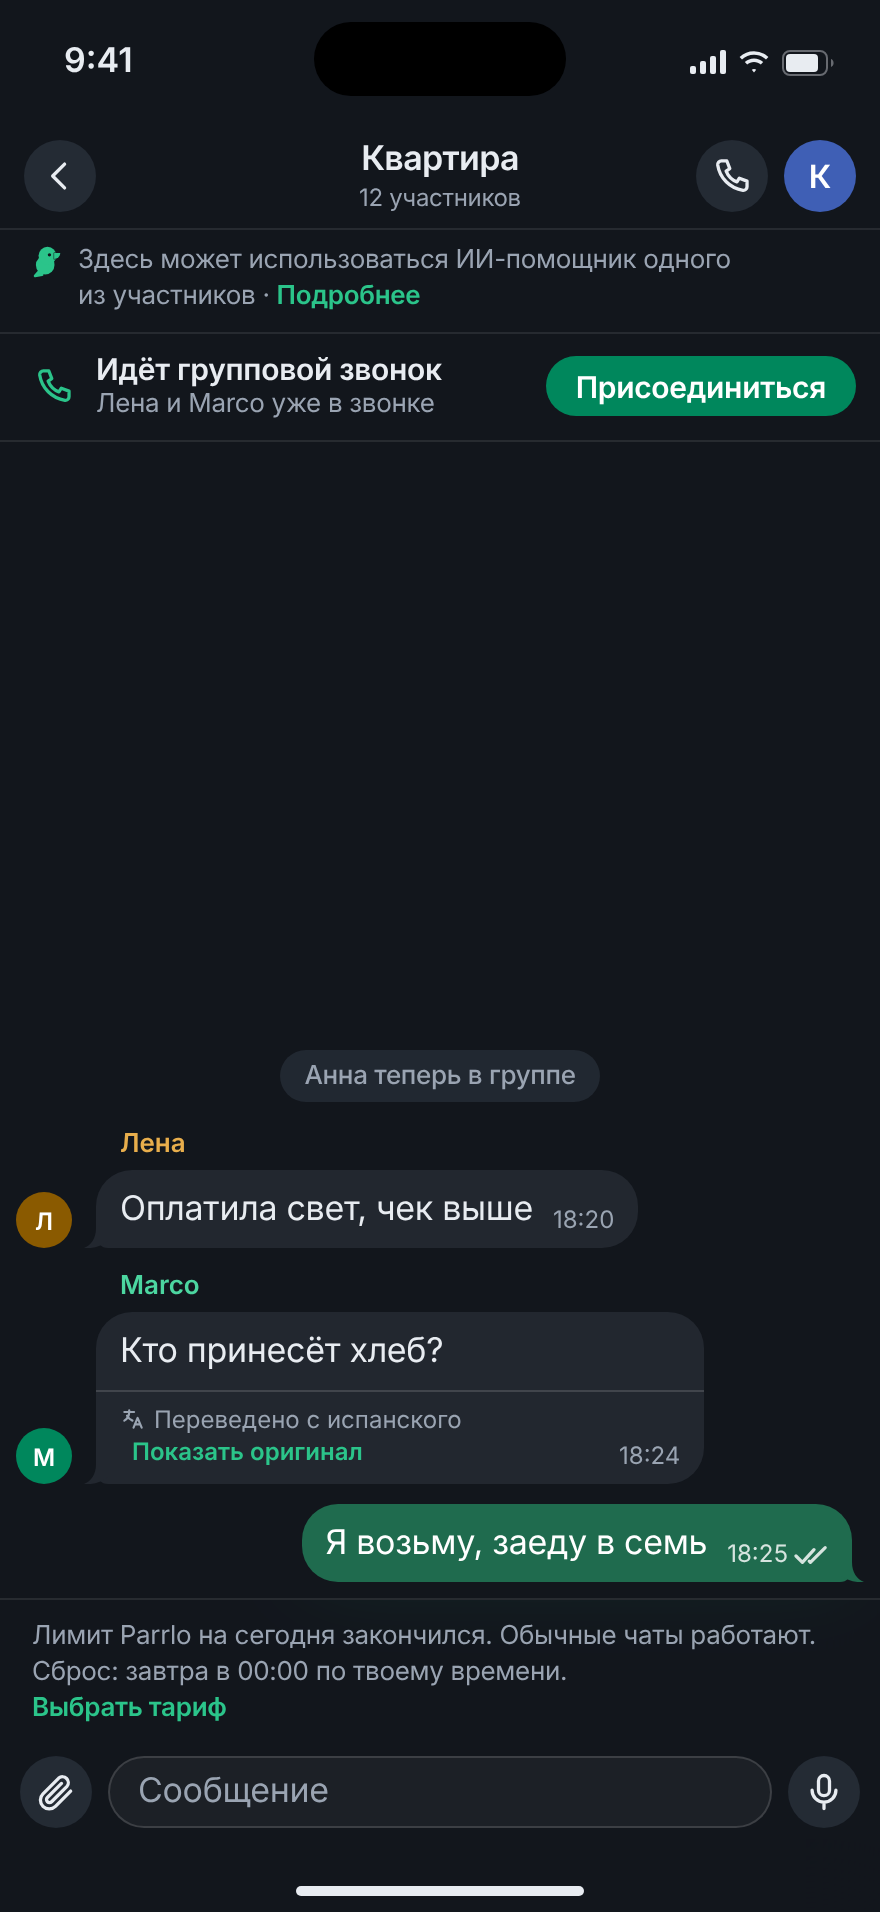 9:41
Квартира
12 участников
К
Здесь может использоваться ИИ-помощник одного
из участников · Подробнее
Идёт групповой звонок
Лена и Marco уже в звонке
Присоединиться
Анна теперь в группе
Лена
Л
Оплатила свет, чек выше 18:20
Marco
Кто принесёт хлеб?
Переведено с испанского
Показать оригинал 18:24
M
Я возьму, заеду в семь 18:25
Лимит Parrlo на сегодня закончился. Обычные чаты работают.
Сброс: завтра в 00:00 по твоему времени.
Выбрать тариф
Сообщение